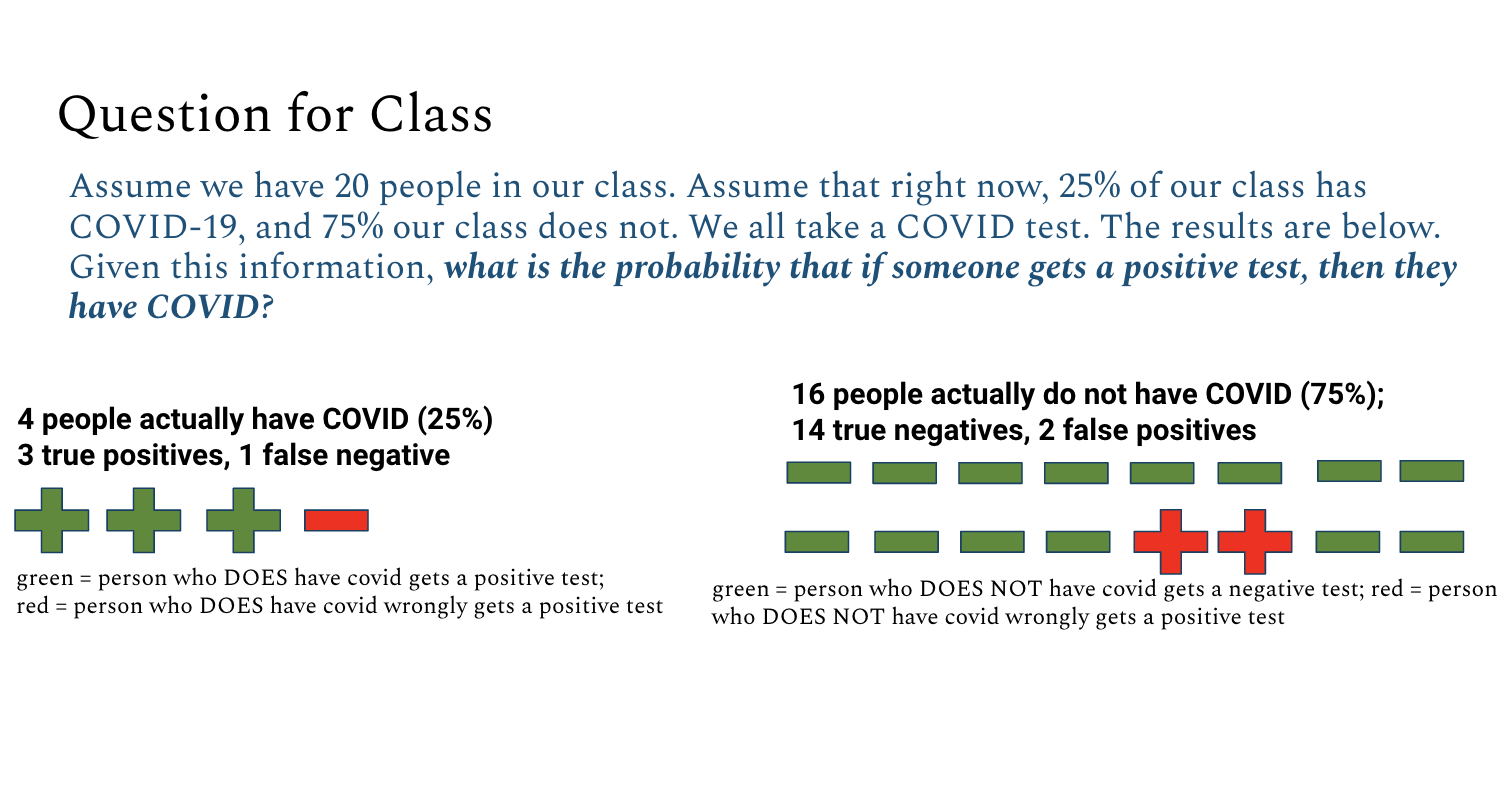 Question for Class
Assume we have 20 people in our class. Assume that right now, 25% of our class has
COVID-19, and 75% our class does not. We all take a COVID test. The results are below.
Given this information, what is the probability that if someone gets a positive test, then they
have COVID?
4 people actually have COVID (25%)
3 true positives, 1 false negative
green = person who DOES have covid gets a positive test;
red = person who DOES have covid wrongly gets a positive test
16 people actually do not have COVID (75%);
14 true negatives, 2 false positives
green = person who DOES NOT have covid gets a negative test; red = person
who DOES NOT have covid wrongly gets a positive test